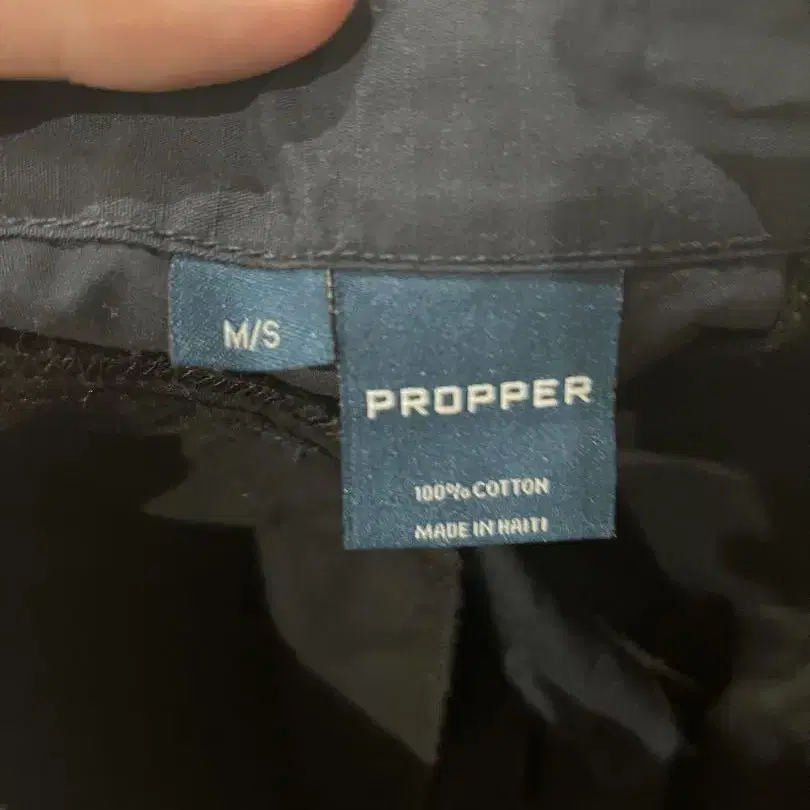 M/S
PROPPER
100% COTTON
MADE IN HAITI